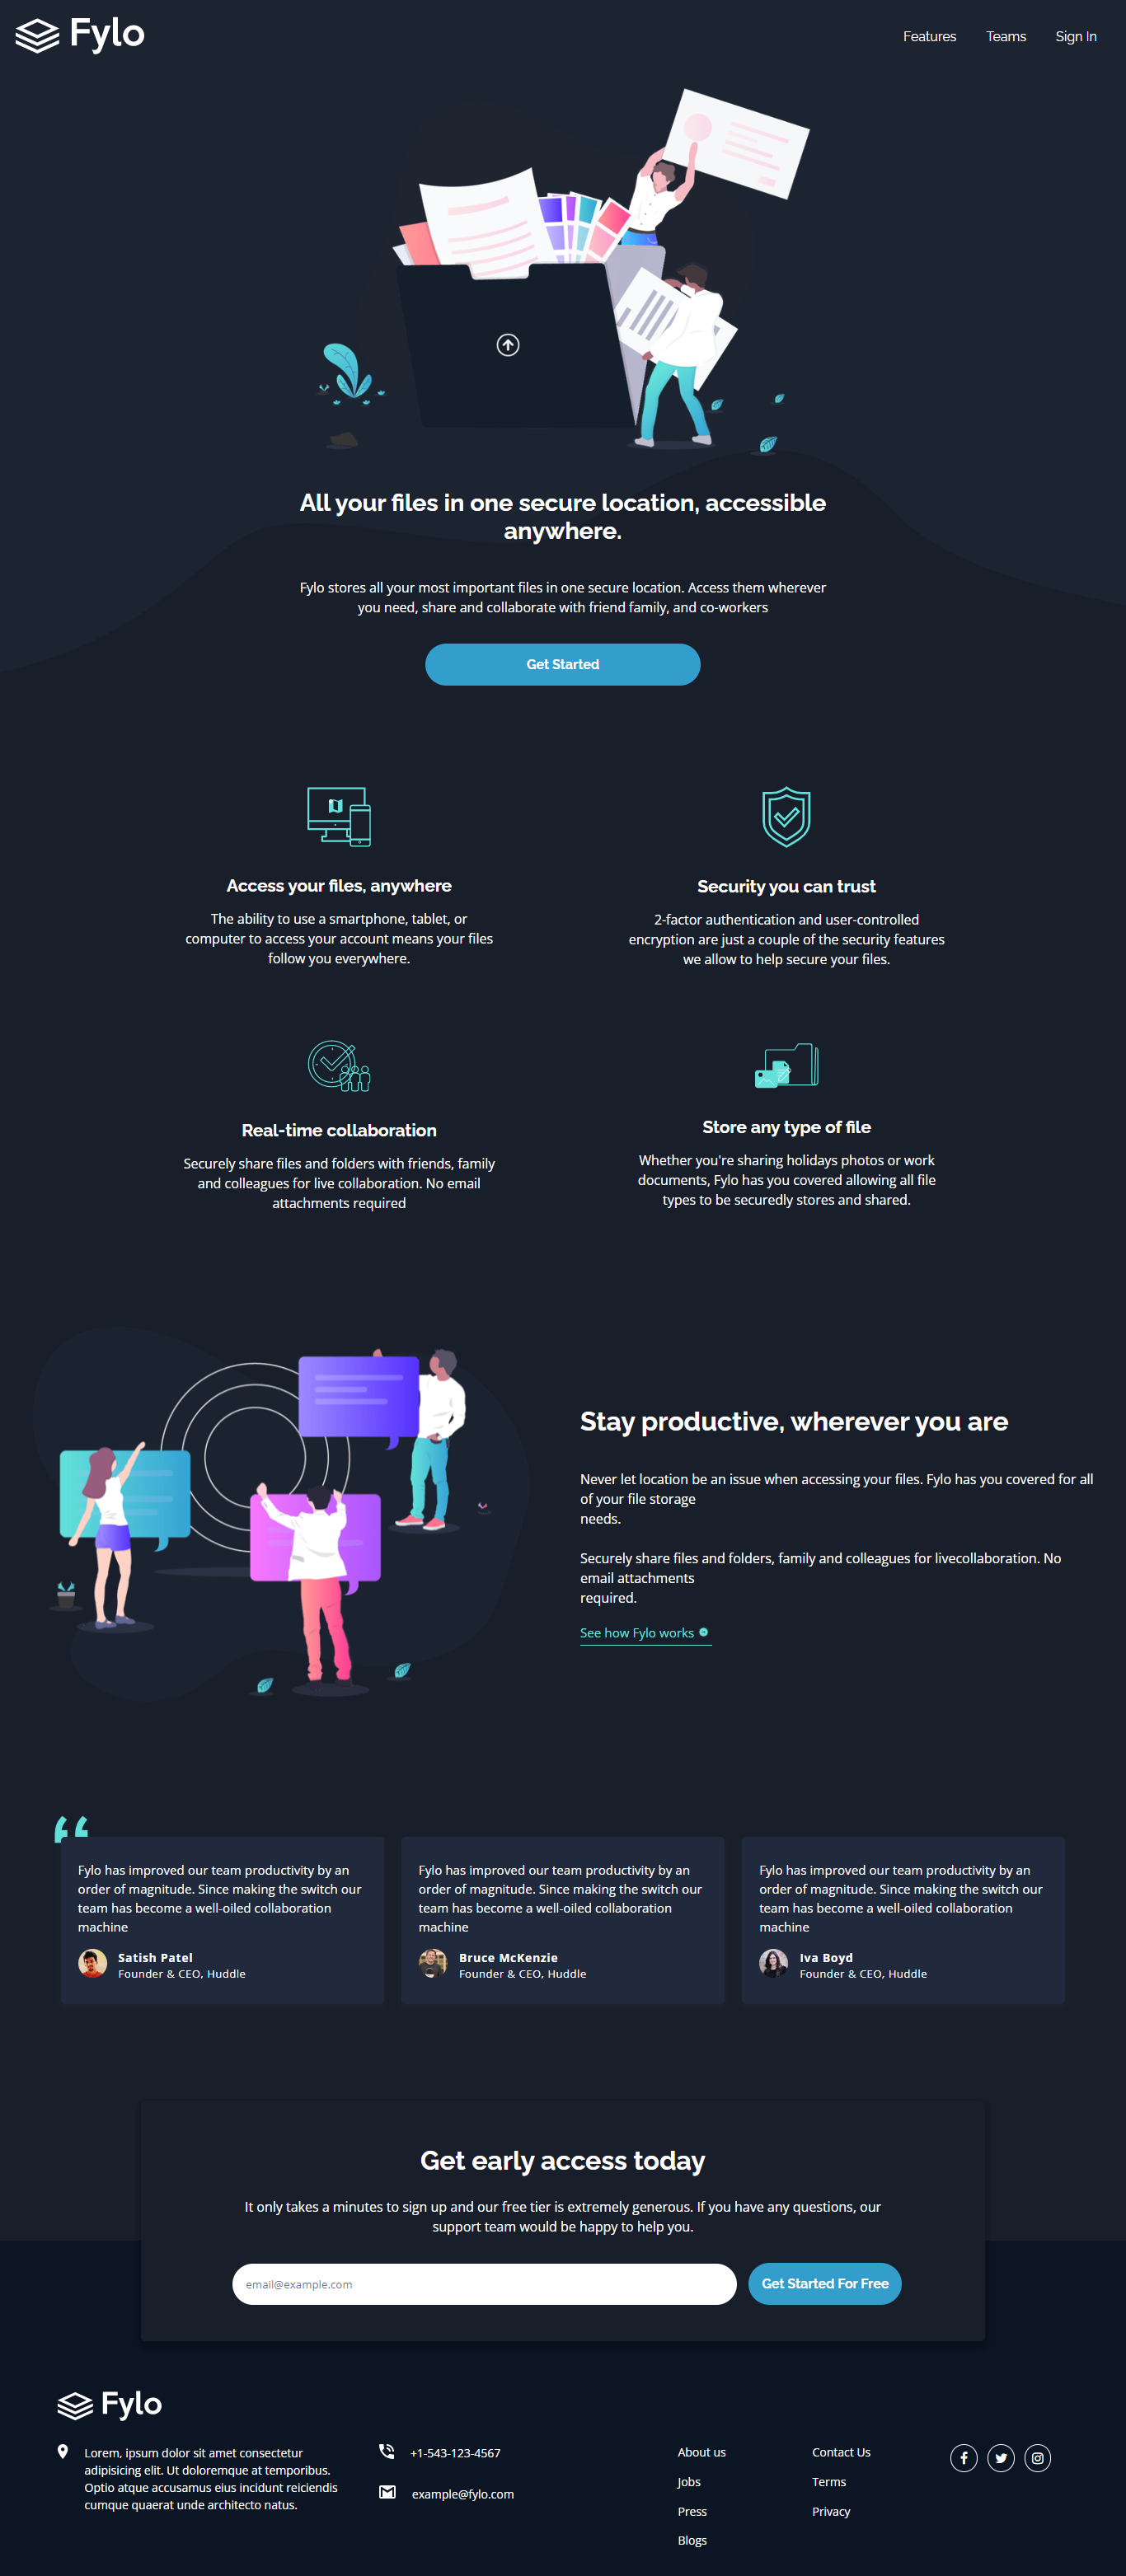 Fylo
Features Teams Sign In
All your files in one secure location, accessible
anywhere.
Fylo stores all your most important files in one secure location. Access them wherever
you need, share and collaborate with friend family, and co-workers
Get Started
Access your files, anywhere
The ability to use a smartphone, tablet, or
computer to access your account means your files
follow you everywhere.
Security you can trust
2-factor authentication and user-controlled
encryption are just a couple of the security features
we allow to help secure your files.
Real-time collaboration
Securely share files and folders with friends, family
and colleagues for live collaboration. No email
attachments required
Store any type of file
Whether you're sharing holidays photos or work
documents, Fylo has you covered allowing all file
types to be securedly stores and shared.
Stay productive, wherever you are
Never let location be an issue when accessing your files. Fylo has you covered for all
of your file storage
needs.
Securely share files and folders, family and colleagues for livecollaboration. No
email attachments
required.
See how Fylo works
“
Fylo has improved our team productivity by an
order of magnitude. Since making the switch our
team has become a well-oiled collaboration
machine
Satish Patel
Founder & CEO, Huddle
Fylo has improved our team productivity by an
order of magnitude. Since making the switch our
team has become a well-oiled collaboration
machine
Bruce McKenzie
Founder & CEO, Huddle
Fylo has improved our team productivity by an
order of magnitude. Since making the switch our
team has become a well-oiled collaboration
machine
Iva Boyd
Founder & CEO, Huddle
Get early access today
It only takes a minutes to sign up and our free tier is extremely generous. If you have any questions, our
support team would be happy to help you.
email@example.com
Get Started For Free
Fylo
Lorem, ipsum dolor sit amet consectetur
adipisicing elit. Ut doloremque at temporibus.
Optio atque accusamus eius incidunt reiciendis
cumque quaerat unde architecto natus.
+1-543-123-4567
example@fylo.com
About us
Jobs
Press
Blogs
Contact Us
Terms
Privacy